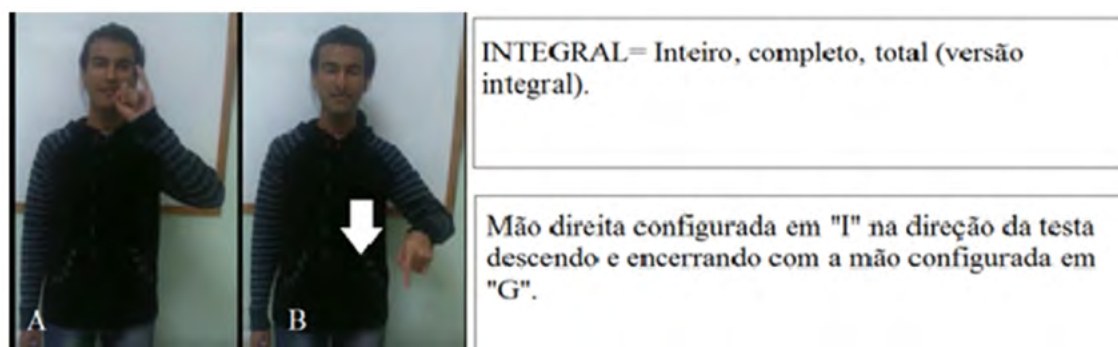 A
B
INTEGRAL= Inteiro, completo, total (versão
integral).
Mão direita configurada em "I" na direção da testa
descendo e encerrando com a mão configurada em
"G".